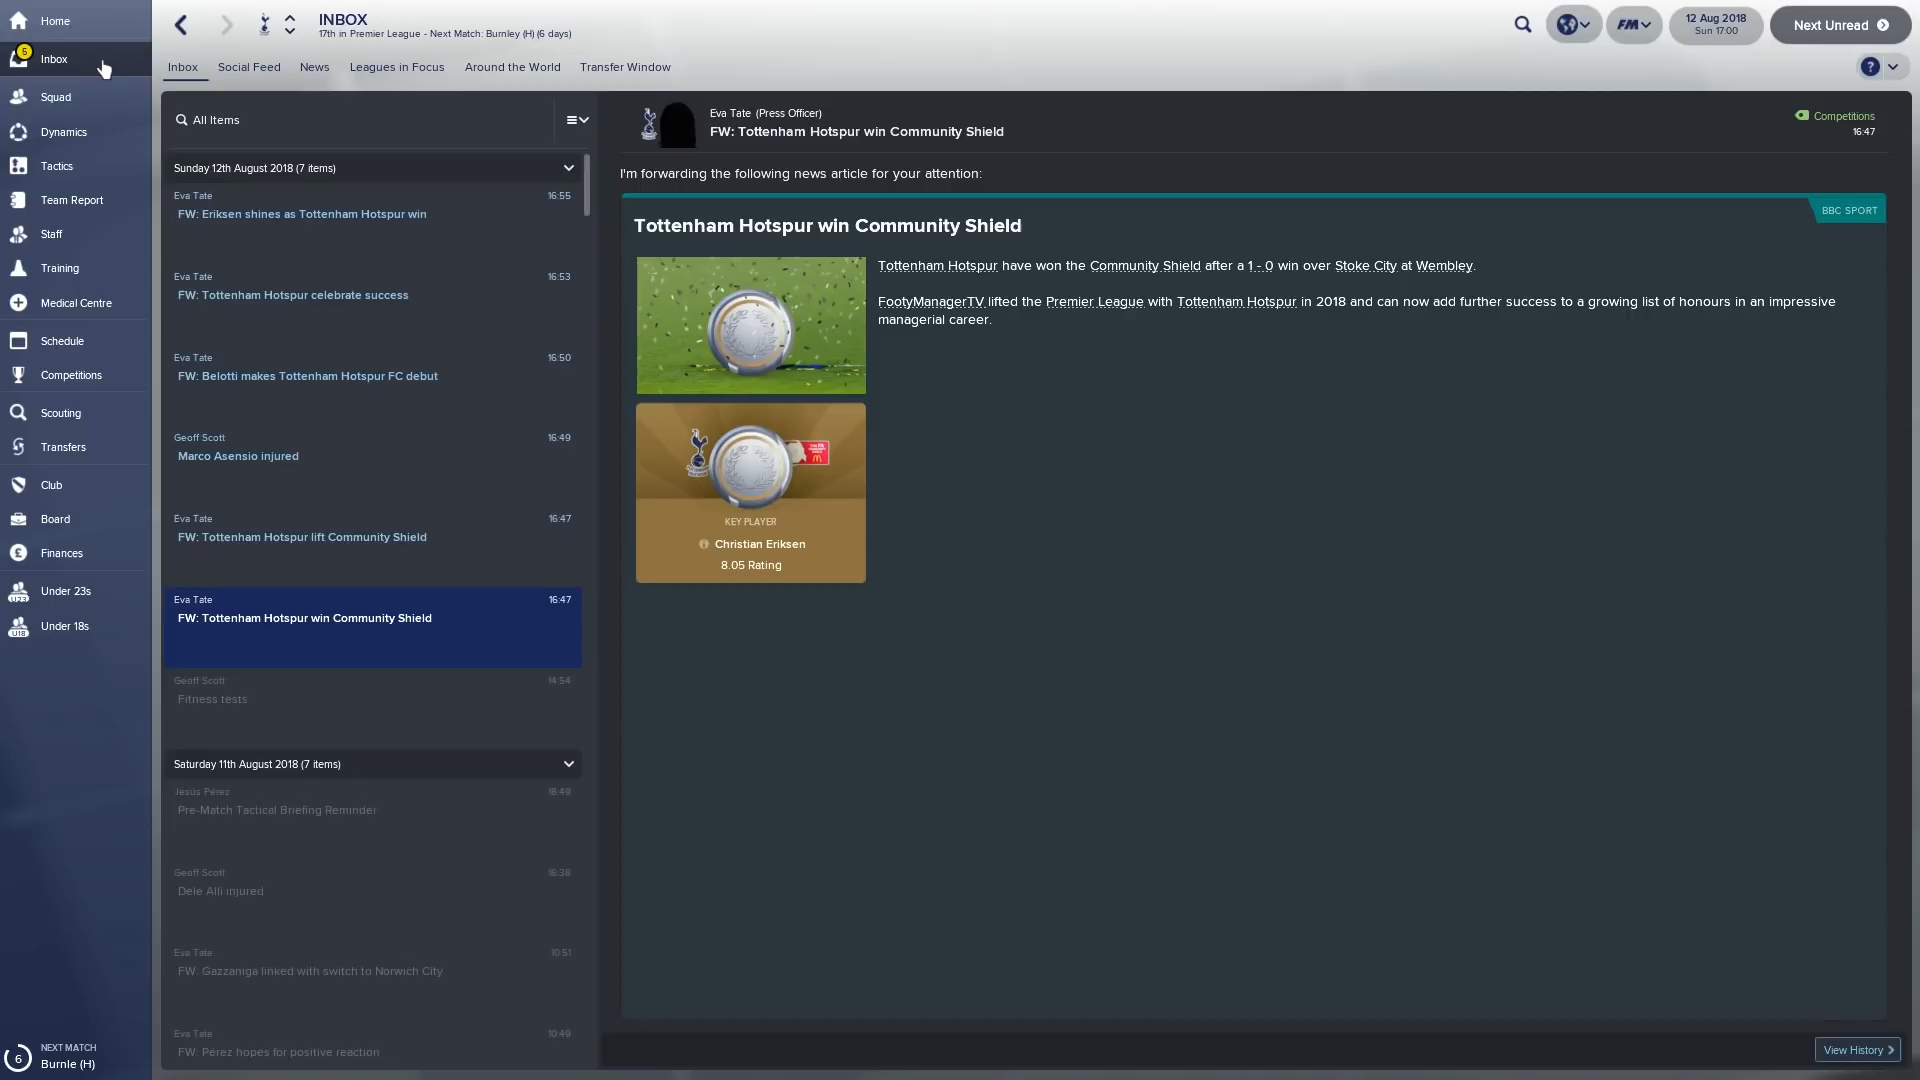 Home
5
Inbox
Squad
Dynamics
Tactics
Team Report
Staff
Training
Medical Centre
Schedule
Competitions
Scouting
Transfers
Club
Board
Finances
U23
Under 23s
U18
Under 18s
6
NEXT MATCH
Burnle (H)
INBOX
17th in Premier League - Next Match: Burnley (H) (6 days)
FM
12 Aug 2018
Sun 17:00
Next Unread
Inbox Social Feed News Leagues in Focus Around the World Transfer Window
?
All Items
Sunday 12th August 2018 (7 items)
Eva Tate 16:55
FW: Eriksen shines as Tottenham Hotspur win
Eva Tate 16:53
FW: Tottenham Hotspur celebrate success
Eva Tate 16:50
FW: Belotti makes Tottenham Hotspur FC debut
Geoff Scott 16:49
Marco Asensio injured
Eva Tate 16:47
FW: Tottenham Hotspur lift Community Shield
Eva Tate 16:47
FW: Tottenham Hotspur win Community Shield
Geoff Scott 14:54
Fitness tests
Saturday 11th August 2018 (7 items)
Jesús Pérez 18:49
Pre-Match Tactical Briefing Reminder
Geoff Scott 16:38
Dele Alli injured
Eva Tate 10:51
FW: Gazzaniga linked with switch to Norwich City
Eva Tate 10:49
FW: Pérez hopes for positive reaction
Eva Tate (Press Officer)
FW: Tottenham Hotspur win Community Shield
Competitions
16:47
I'm forwarding the following news article for your attention:
BBC SPORT
Tottenham Hotspur win Community Shield
Tottenham Hotspur have won the Community Shield after a 1 - 0 win over Stoke City at Wembley.
FootyManagerTV lifted the Premier League with Tottenham Hotspur in 2018 and can now add further success to a growing list of honours in an impressive
managerial career.
KEY PLAYER
Christian Eriksen
8.05 Rating
View History